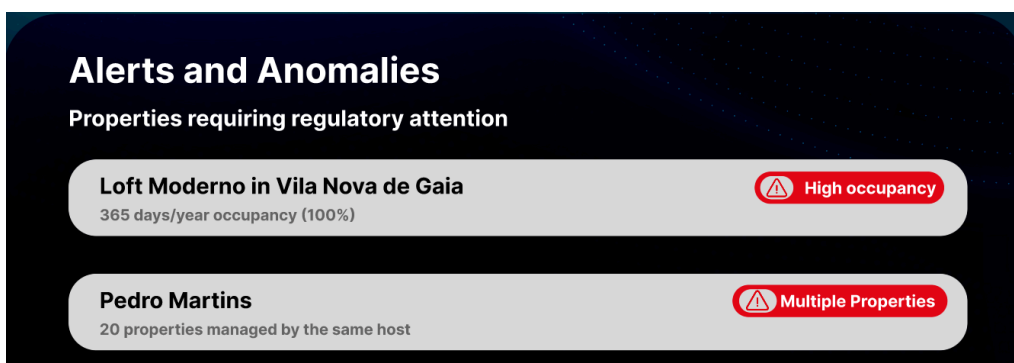 Alerts and Anomalies
Properties requiring regulatory attention
Loft Moderno in Vila Nova de Gaia
High occupancy
365 days/year occupancy (100%)
Pedro Martins
Multiple Properties
20 properties managed by the same host